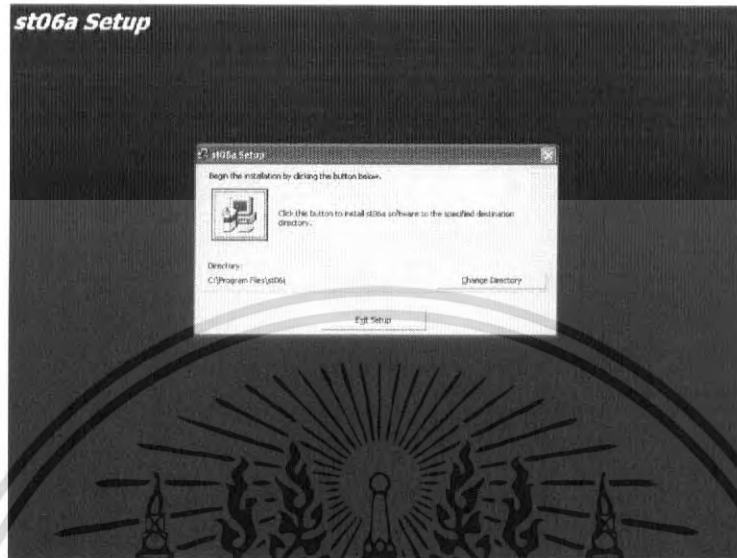 st06a Setup
st06a Setup
Begin the installation by clicking the button below.
Click this button to install st06a software to the specified destination
directory.
Directory:
C:\Program Files\st06\
Change Directory
Exit Setup